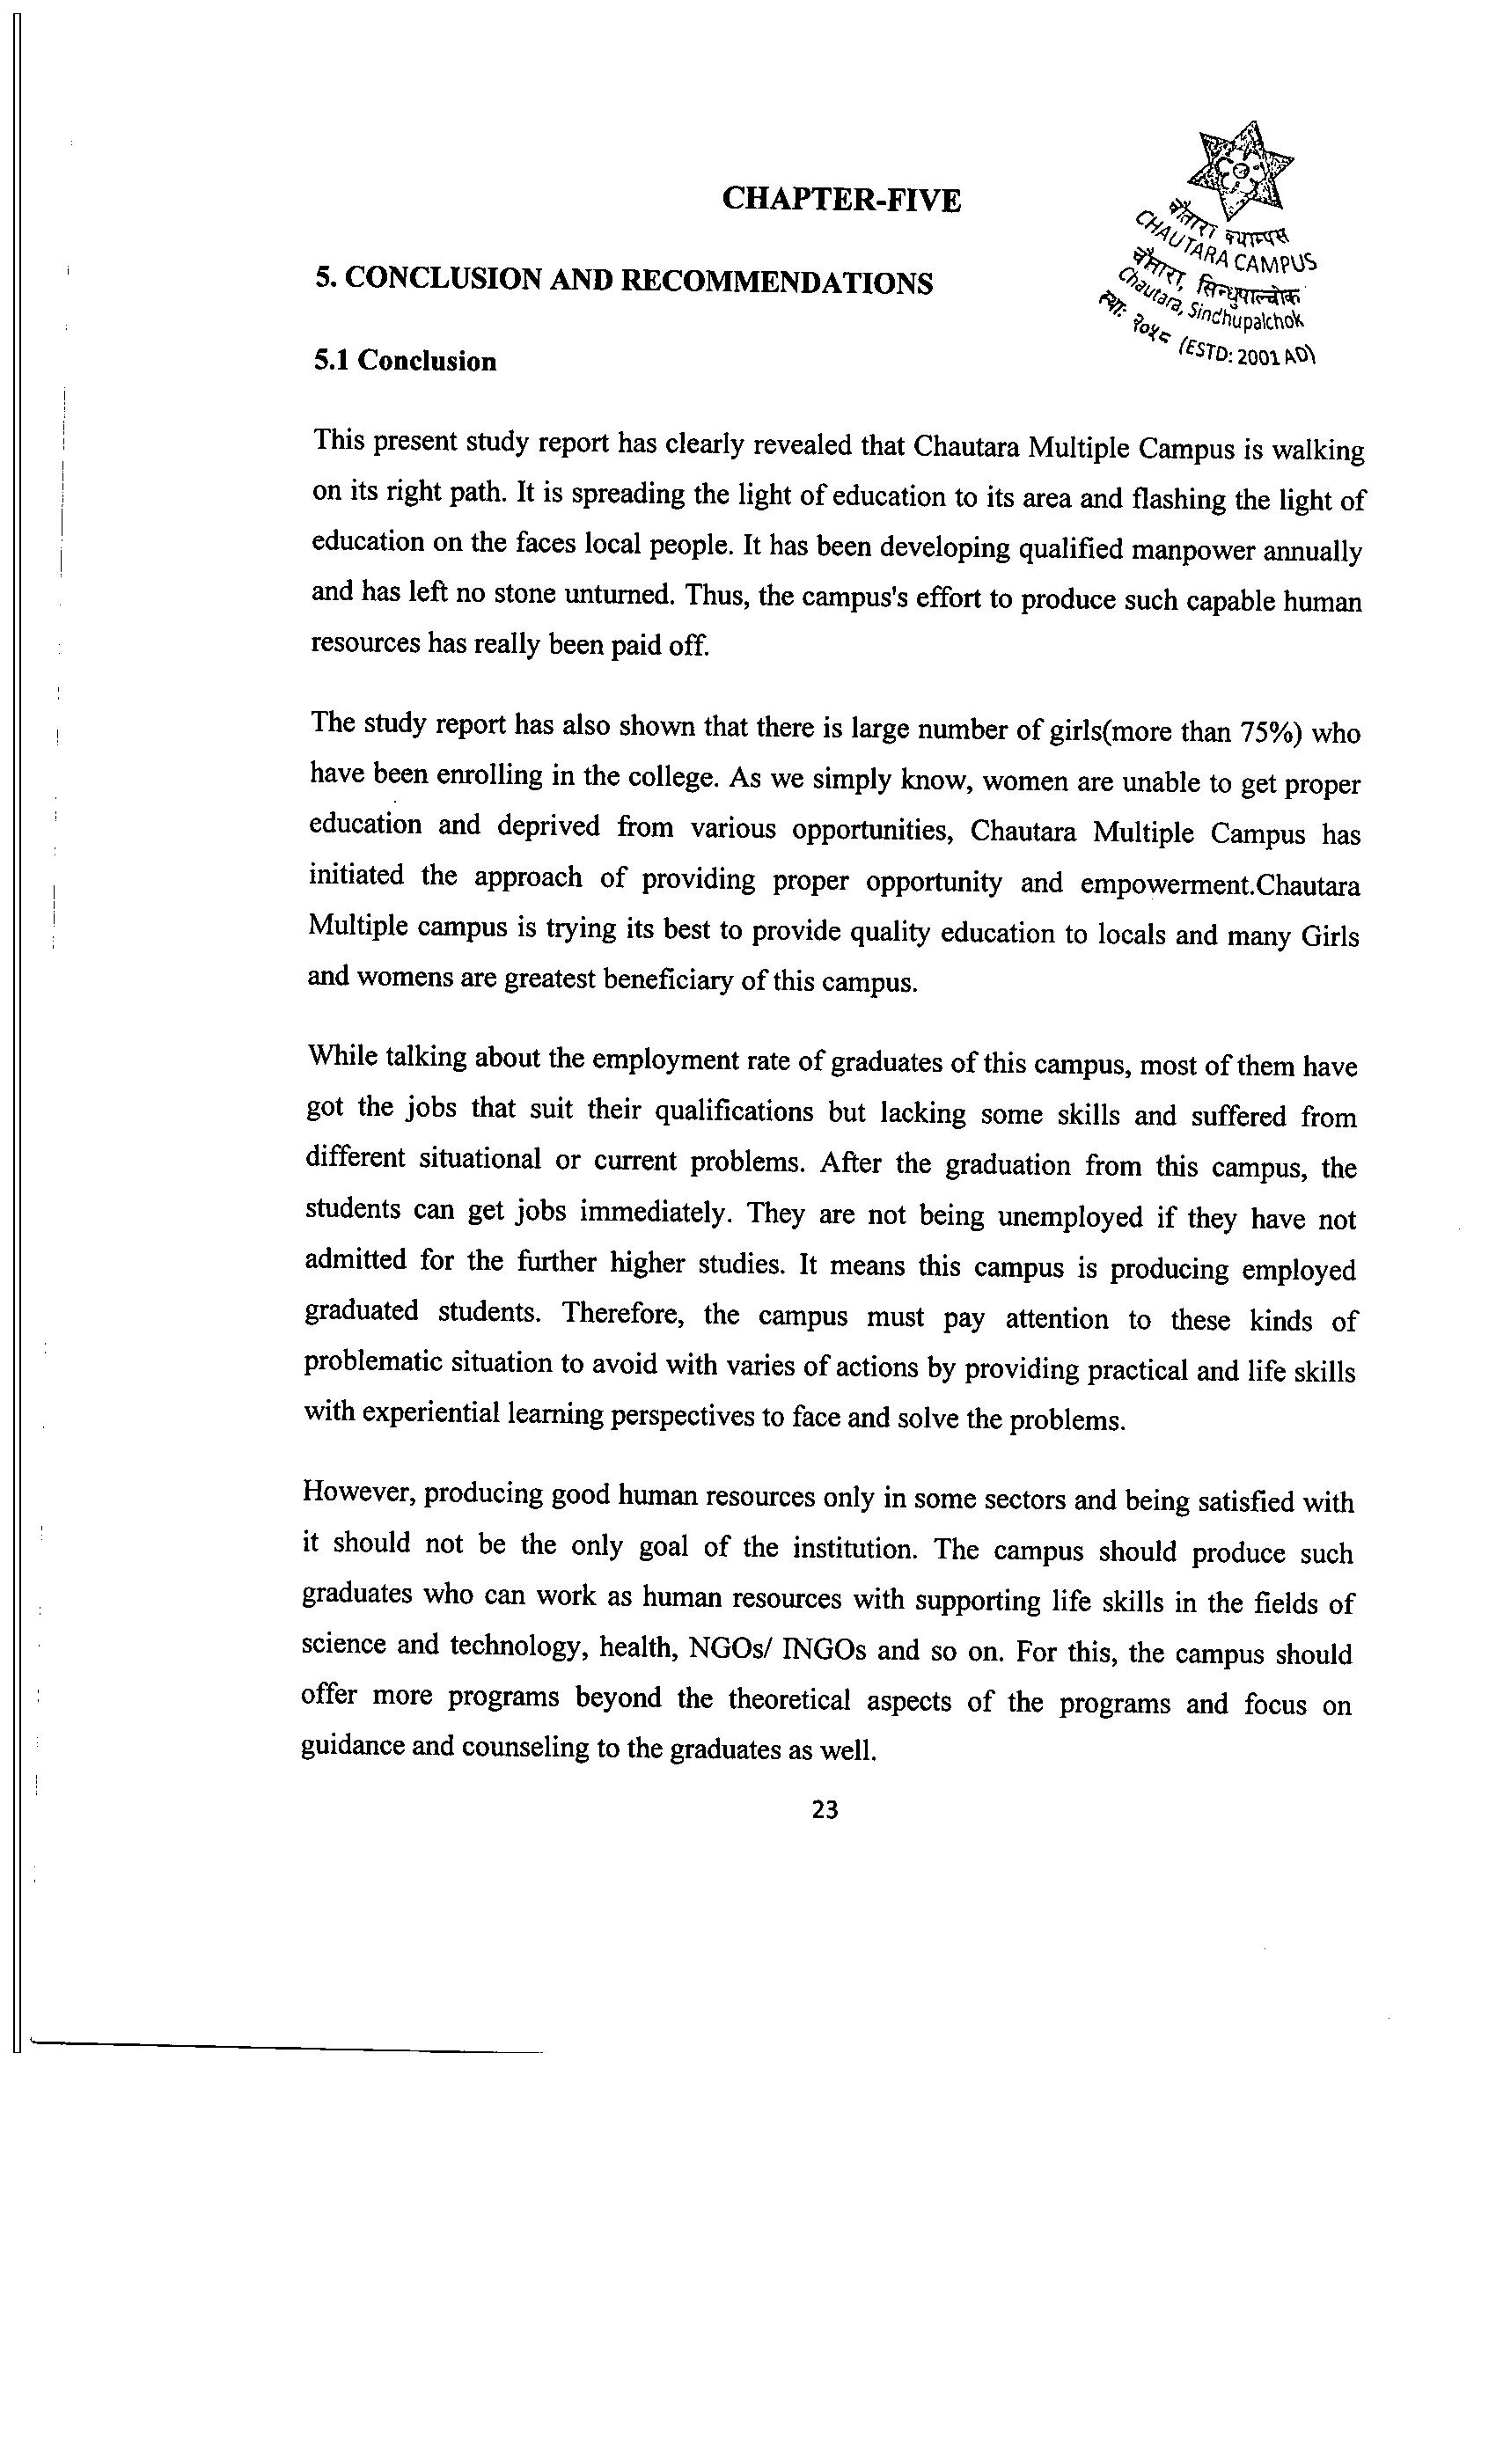 CHAPTER-FIVE
चौतारा क्याम्पस
CHAUTARA CAMPUS
चौतारा, सिन्धुपाल्चोक
Chautara, Sindhupalchok
स्था: २०५८ (ESTD: 2001 AD)
5. CONCLUSION AND RECOMMENDATIONS
5.1 Conclusion
This present study report has clearly revealed that Chautara Multiple Campus is walking
on its right path. It is spreading the light of education to its area and flashing the light of
education on the faces local people. It has been developing qualified manpower annually
and has left no stone unturned. Thus, the campus's effort to produce such capable human
resources has really been paid off.
The study report has also shown that there is large number of girls(more than 75%) who
have been enrolling in the college. As we simply know, women are unable to get proper
education and deprived from various opportunities, Chautara Multiple Campus has
initiated the approach of providing proper opportunity and empowerment.Chautara
Multiple campus is trying its best to provide quality education to locals and many Girls
and womens are greatest beneficiary of this campus.
While talking about the employment rate of graduates of this campus, most of them have
got the jobs that suit their qualifications but lacking some skills and suffered from
different situational or current problems. After the graduation from this campus, the
students can get jobs immediately. They are not being unemployed if they have not
admitted for the further higher studies. It means this campus is producing employed
graduated students. Therefore, the campus must pay attention to these kinds of
problematic situation to avoid with varies of actions by providing practical and life skills
with experiential learning perspectives to face and solve the problems.
However, producing good human resources only in some sectors and being satisfied with
it should not be the only goal of the institution. The campus should produce such
graduates who can work as human resources with supporting life skills in the fields of
science and technology, health, NGOs/ INGOs and so on. For this, the campus should
offer more programs beyond the theoretical aspects of the programs and focus on
guidance and counseling to the graduates as well.
23